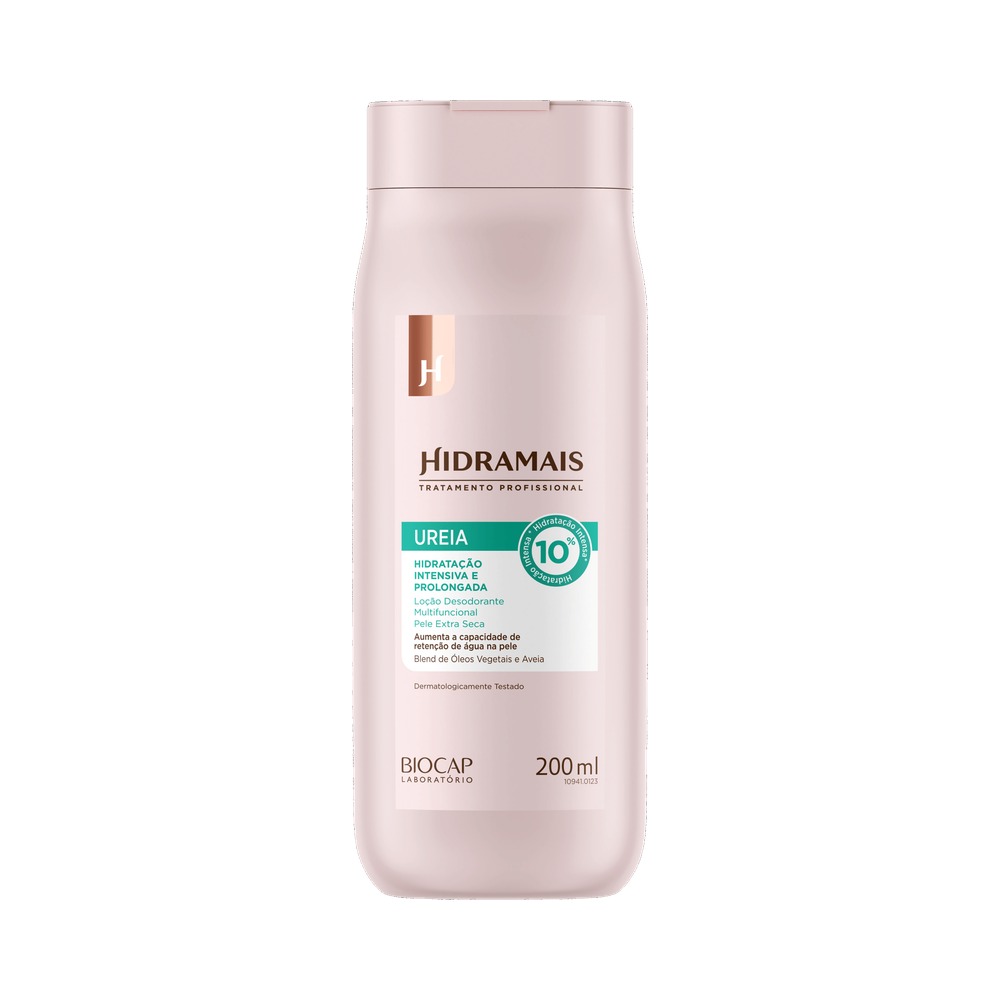 H
HIDRAMAIS
TRATAMENTO PROFISSIONAL
UREIA
Hidratação Intensa • Hidratação Intensa •
10%
HIDRATAÇÃO
INTENSIVA E
PROLONGADA
Loção Desodorante
Multifuncional
Pele Extra Seca
Aumenta a capacidade de
retenção de água na pele
Blend de Óleos Vegetais e Aveia
Dermatologicamente Testado
BIOCAP
LABORATÓRIO
200 ml
10941.0123